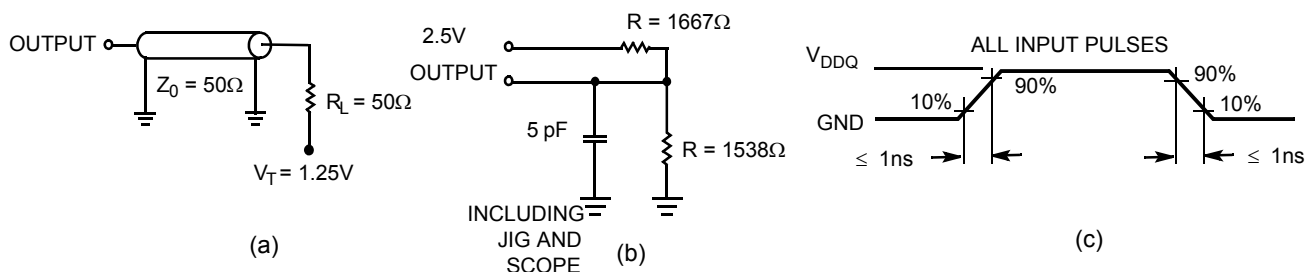 OUTPUT
Z0 = 50Ω
RL = 50Ω
VT = 1.25V
(a)
R = 1667Ω
2.5V
OUTPUT
5 pF
R = 1538Ω
INCLUDING
JIG AND
SCOPE
(b)
ALL INPUT PULSES
VDDQ
GND
10%
90%
90%
10%
≤ 1ns
≤ 1ns
(c)